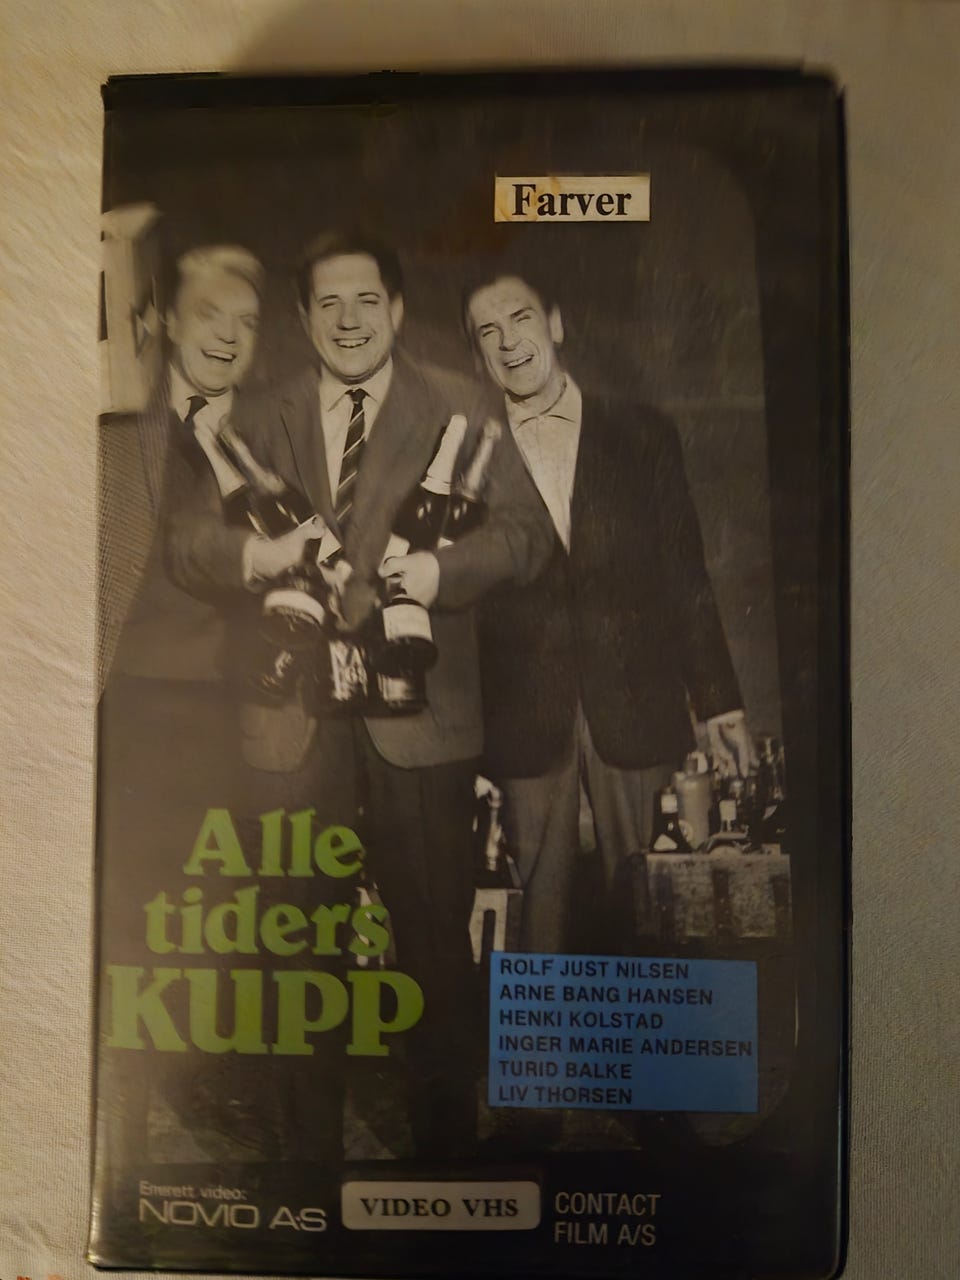 Farver
Alle
tiders
KUPP
ROLF JUST NILSEN
ARNE BANG HANSEN
HENKI KOLSTAD
INGER MARIE ANDERSEN
TURID BALKE
LIV THORSEN
Enerett video:
NOVIO A·S
VIDEO VHS
CONTACT
FILM A/S